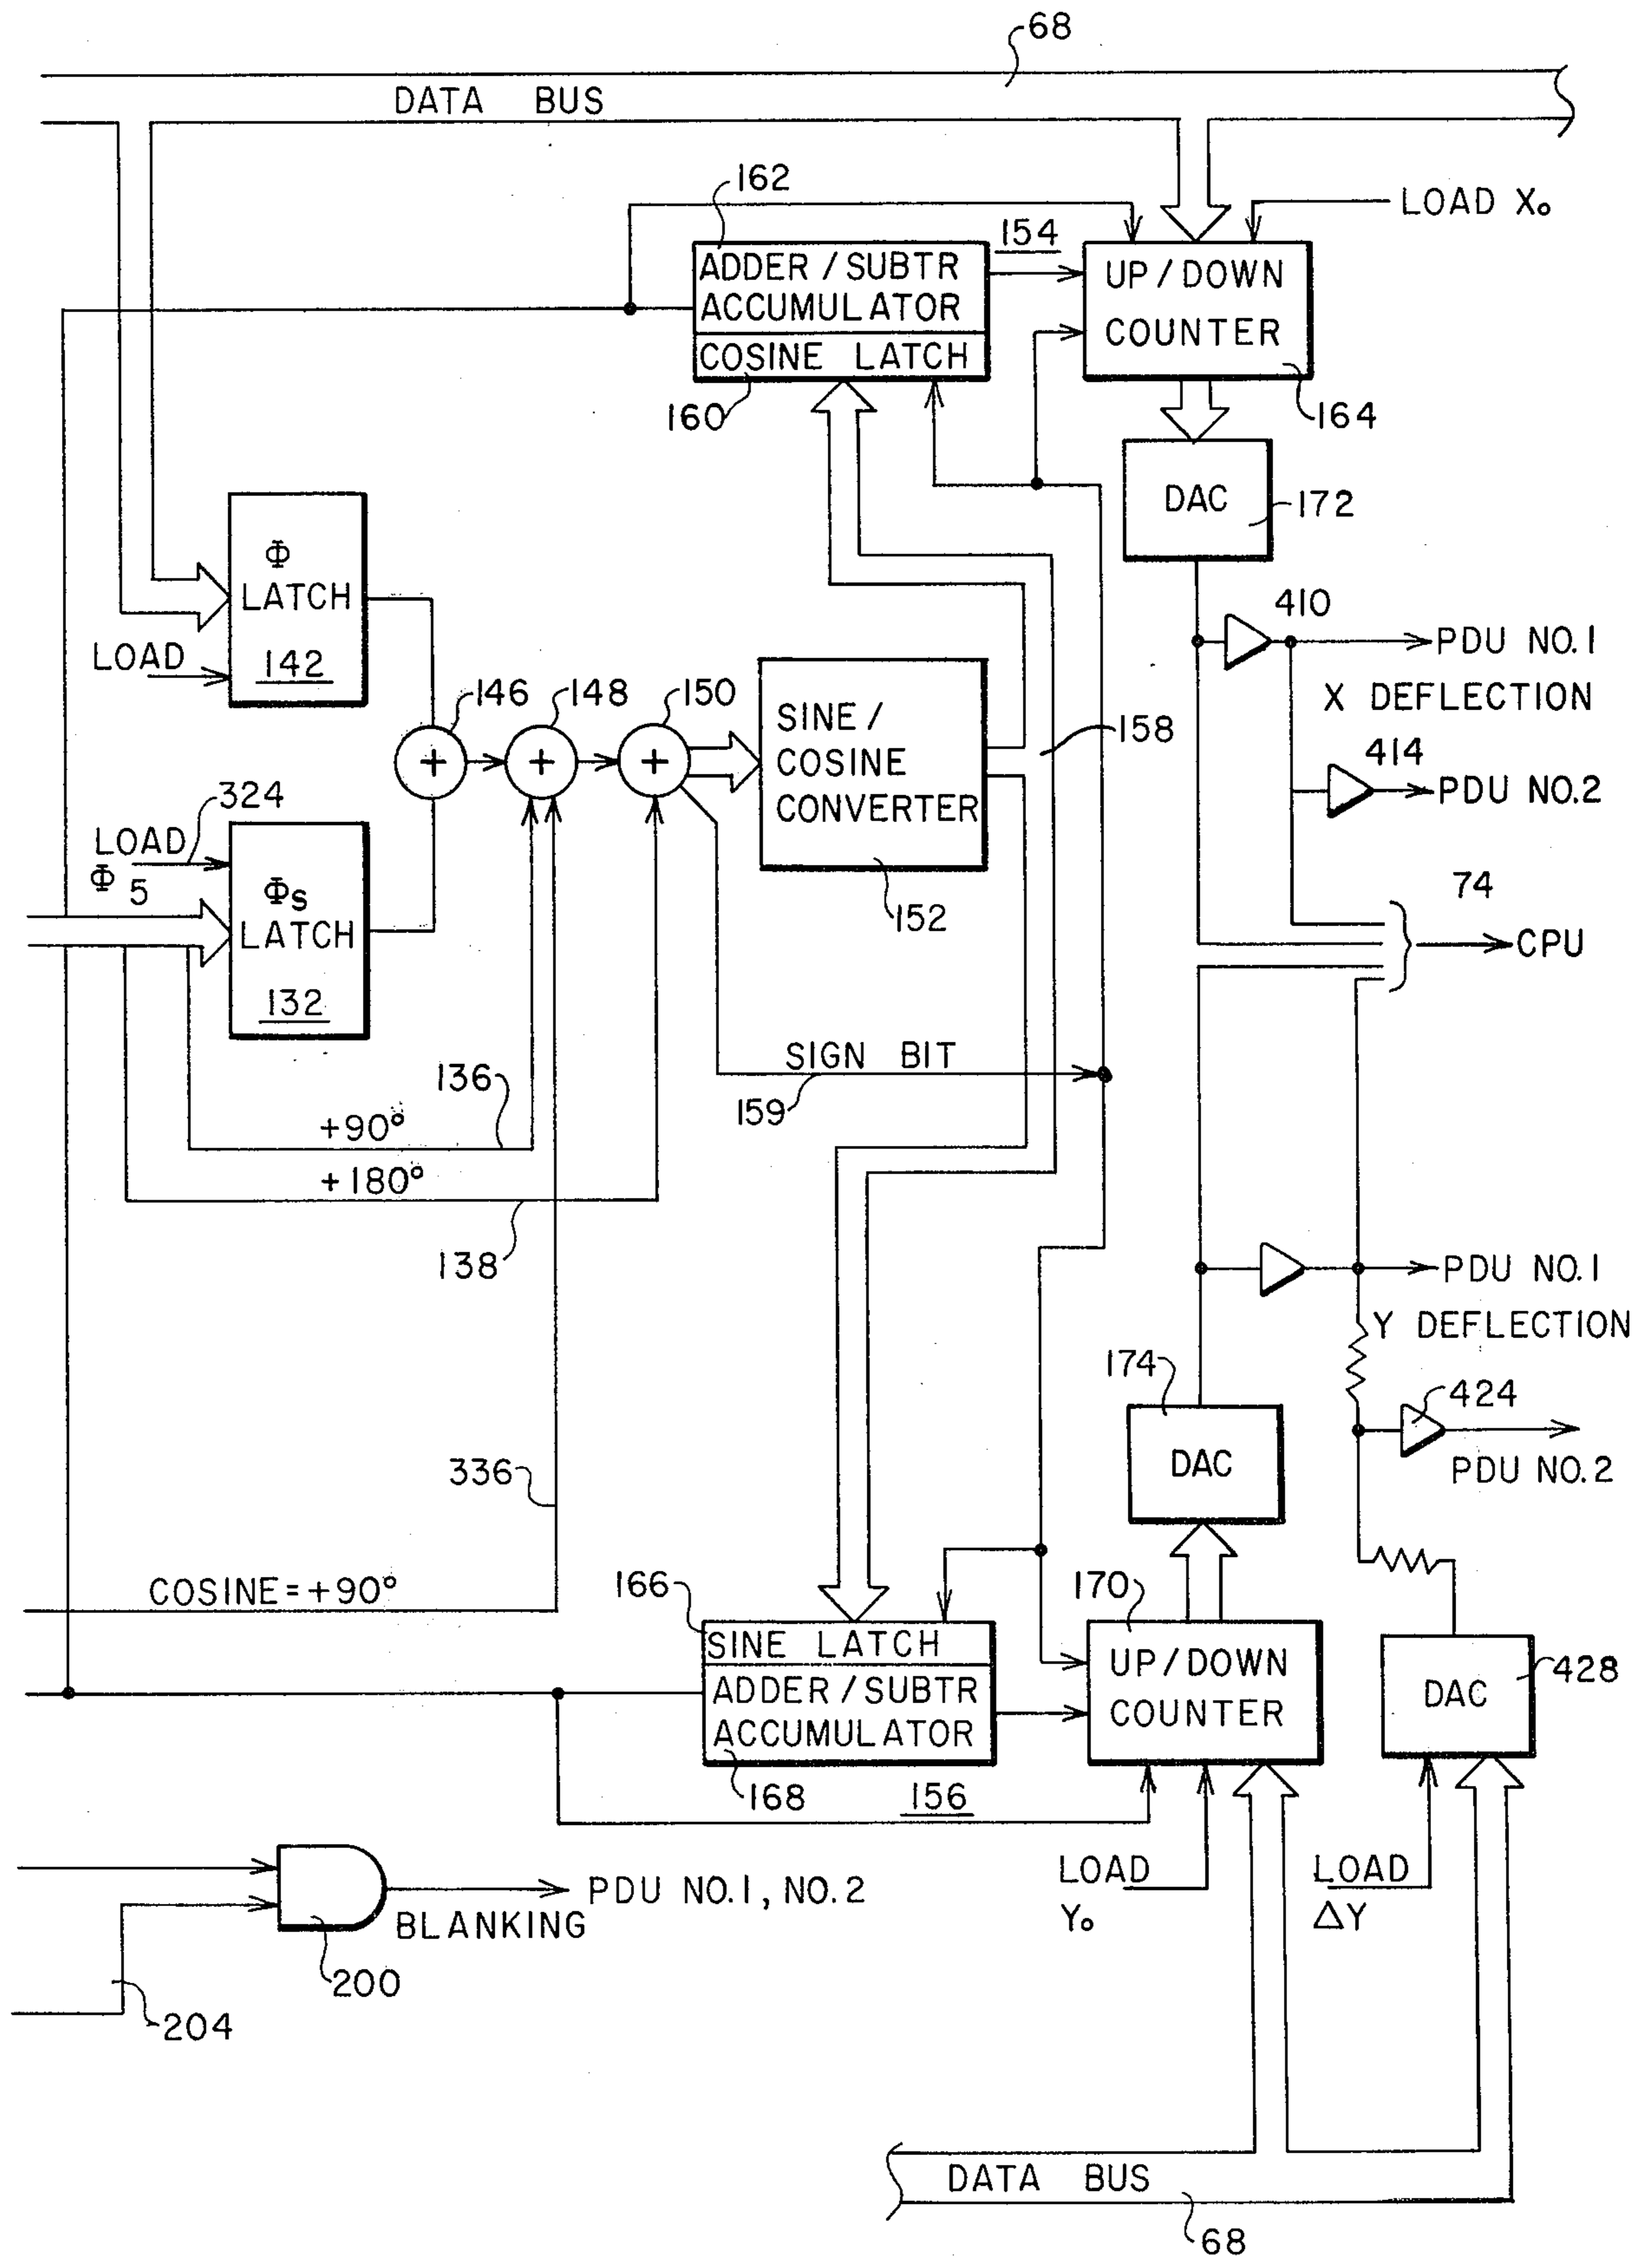 68
DATA BUS
162
LOAD X₀
154
ADDER / SUBTR
ACCUMULATOR
COSINE LATCH
160
UP / DOWN
COUNTER
164
DAC
172
Φ
LATCH
142
LOAD
410
PDU NO.1
X DEFLECTION
414
PDU NO.2
146
148
150
SINE /
COSINE
CONVERTER
152
158
324
LOAD
Φ 5
Φs
LATCH
132
74
CPU
136
SIGN BIT
159
+90°
+180°
138
PDU NO.1
Y DEFLECTION
174
DAC
424
PDU NO.2
336
COSINE = +90°
166
SINE LATCH
ADDER / SUBTR
ACCUMULATOR
168
156
170
UP / DOWN
COUNTER
DAC
428
LOAD
Y₀
LOAD
ΔY
PDU NO.1, NO.2
BLANKING
200
204
DATA BUS
68